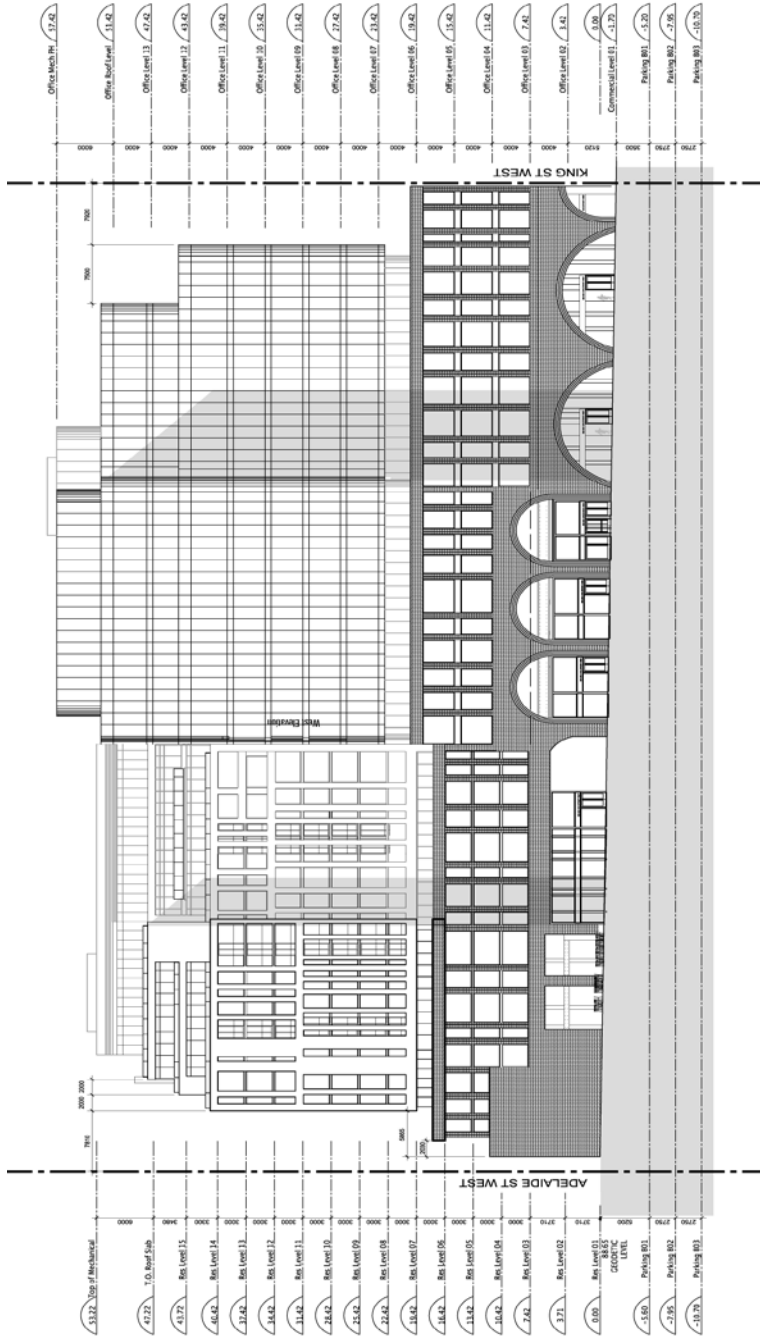 57.42 Office Mech PH
51.42 Office Roof Level
47.42 Office Level 13
43.42 Office Level 12
39.42 Office Level 11
35.42 Office Level 10
31.42 Office Level 09
27.42 Office Level 08
23.42 Office Level 07
19.42 Office Level 06
15.42 Office Level 05
11.42 Office Level 04
7.42 Office Level 03
3.42 Office Level 02
0.00
-1.70 Commercial Level 01
-5.20 Parking B01
-7.95 Parking B02
-10.70 Parking B03
6000
4000
4000
4000
4000
4000
4000
4000
4000
4000
4000
4000
4000
5120
3500
2750
2750
KING ST WEST
7920
7500
West Elevation
2000
2000
7810
5865
2030
ADELAIDE ST WEST
6000
3480
3000
3000
3000
3000
3000
3000
3000
3000
3000
3000
3000
3000
3710
3710
5200
2750
2750
53.22 Top of Mechanical
47.22 T.O. Roof Slab
43.72 Res Level 15
40.42 Res Level 14
37.42 Res Level 13
34.42 Res Level 12
31.42 Res Level 11
28.42 Res Level 10
25.42 Res Level 09
22.42 Res Level 08
19.42 Res Level 07
16.42 Res Level 06
13.42 Res Level 05
10.42 Res Level 04
7.42 Res Level 03
3.71 Res Level 02
0.00 Res Level 01
88.65
GEODETIC
LEVEL
-5.60 Parking B01
-7.95 Parking B02
-10.70 Parking B03